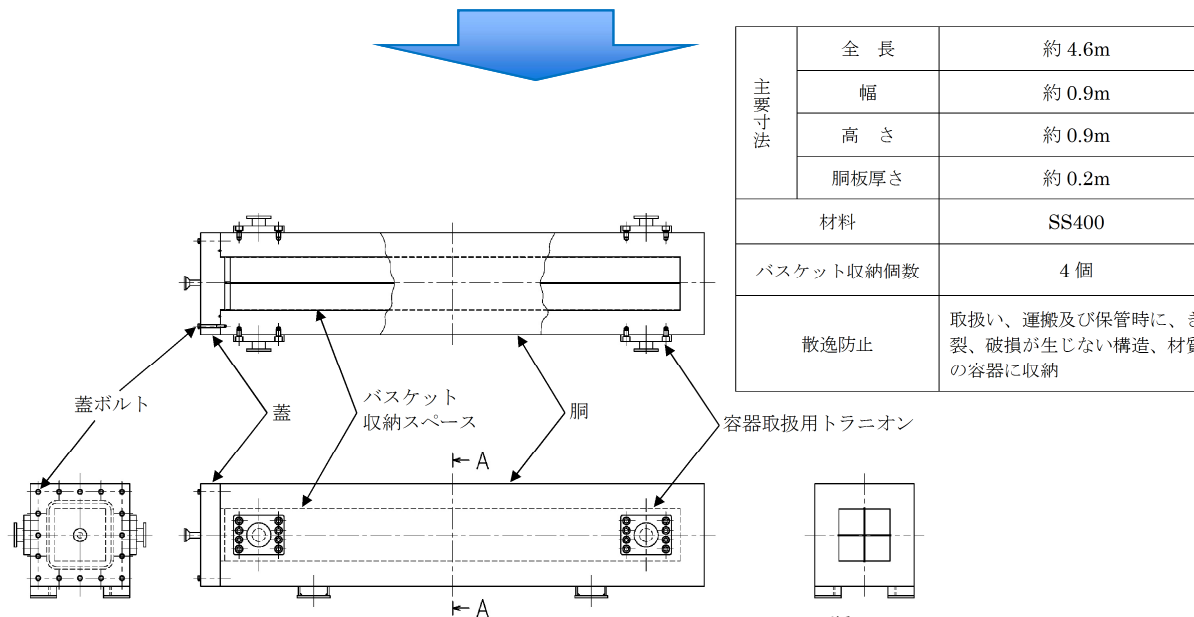 主要寸法
全 長
約 4.6m
幅
約 0.9m
高 さ
約 0.9m
胴板厚さ
約 0.2m
材料
SS400
バスケット収納個数
4 個
散逸防止
取扱い、運搬及び保管時に、き
裂、破損が生じない構造、材質
の容器に収納
蓋ボルト
蓋
バスケット
収納スペース
胴
容器取扱用トラニオン
A
A